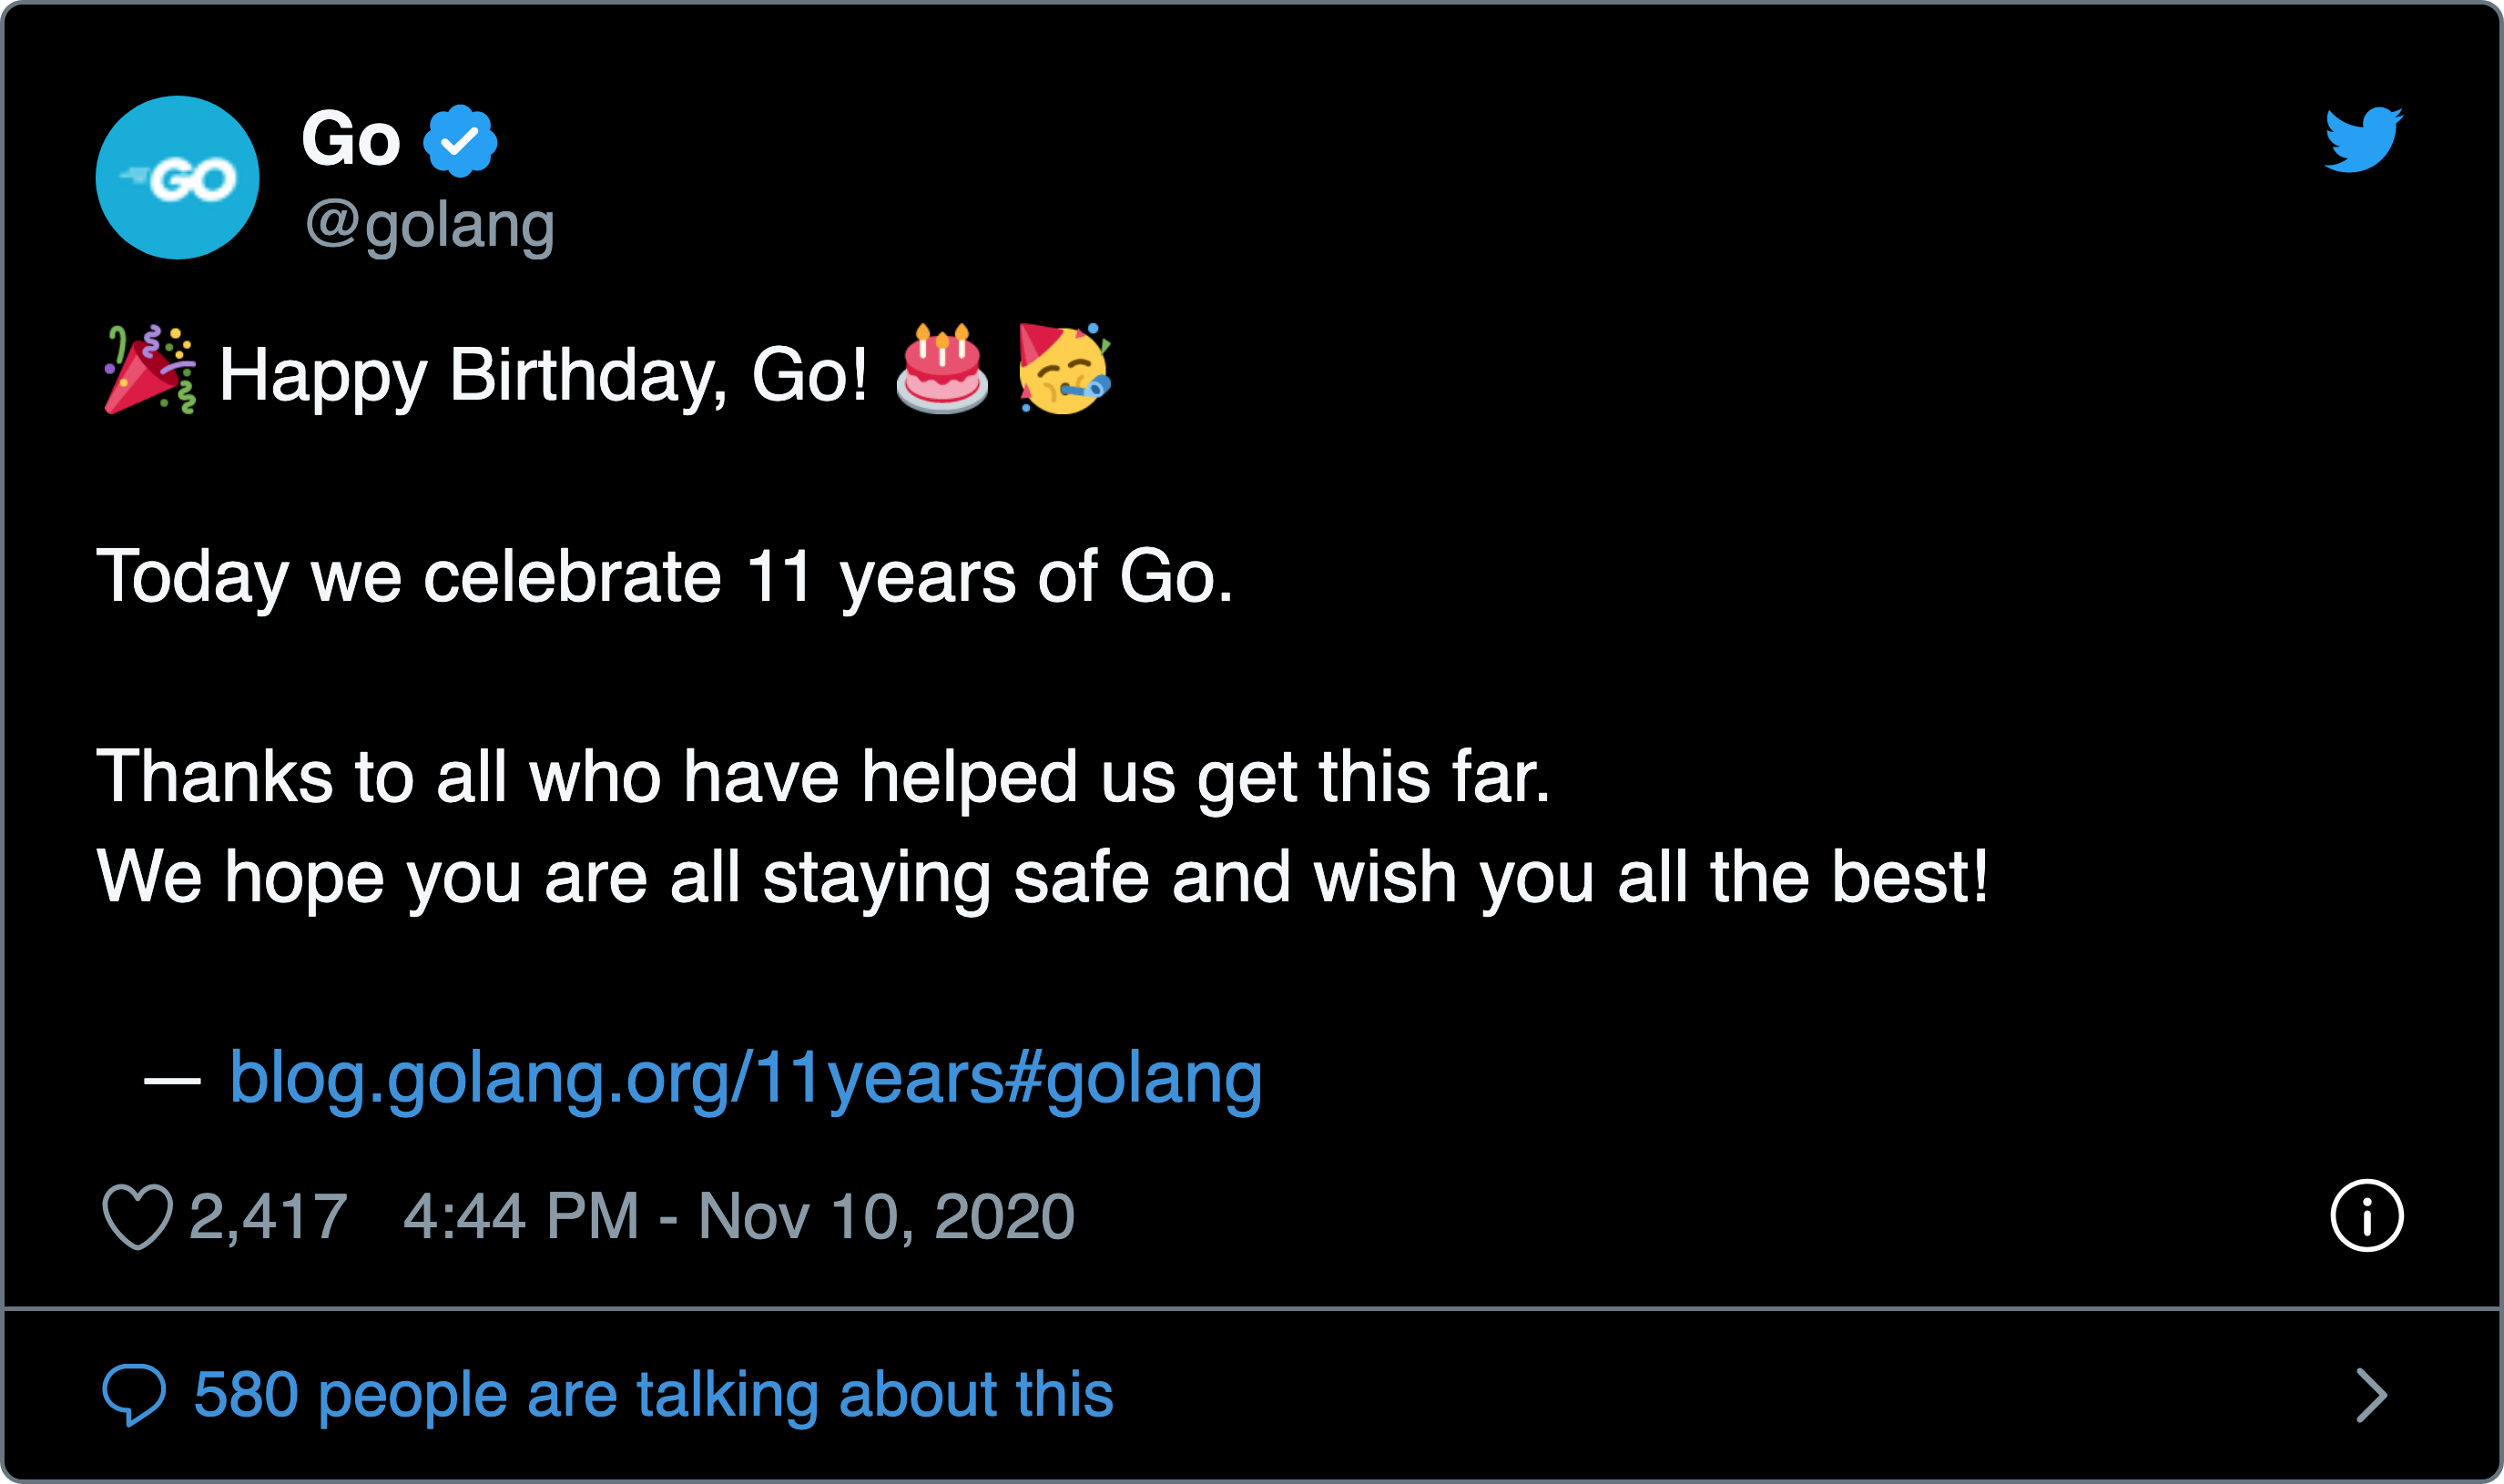 GO
Go
@golang
🎉 Happy Birthday, Go! 🎂 🥳
Today we celebrate 11 years of Go.
Thanks to all who have helped us get this far.
We hope you are all staying safe and wish you all the best!
— blog.golang.org/11years#golang
2,417 4:44 PM - Nov 10, 2020
580 people are talking about this